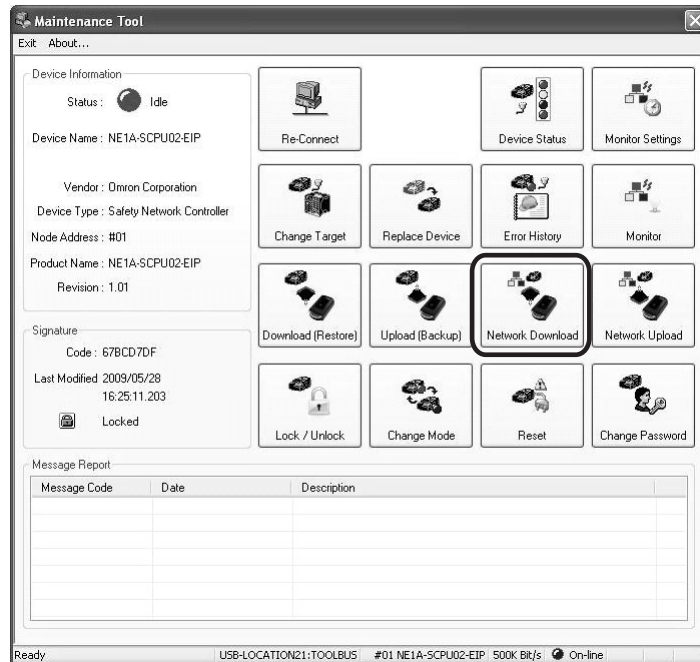 Maintenance Tool
Exit About...
Device Information
Status : Idle
Device Name : NE1A-SCPU02-EIP
Vendor : Omron Corporation
Device Type : Safety Network Controller
Node Address : #01
Product Name : NE1A-SCPU02-EIP
Revision : 1.01
Signature
Code : 67BCD7DF
Last Modified 2009/05/28
16:25:11.203
Locked
Re-Connect
Device Status
Monitor Settings
Change Target
Replace Device
Error History
Monitor
Download (Restore)
Upload (Backup)
Network Download
Network Upload
Lock / Unlock
Change Mode
Reset
Change Password
Message Report
Message Code Date Description
Ready USB-LOCATION21:TOOLBUS #01 NE1A-SCPU02-EIP 500K Bit/s On-line